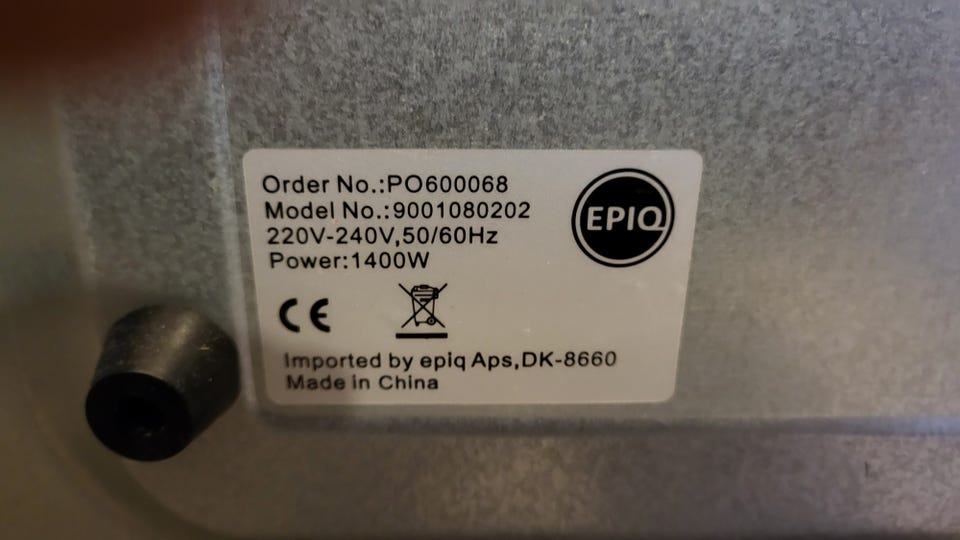 Order No.:PO600068
Model No.:9001080202
220V-240V,50/60Hz
Power:1400W
EPIQ
CE
Imported by epiq Aps,DK-8660
Made in China